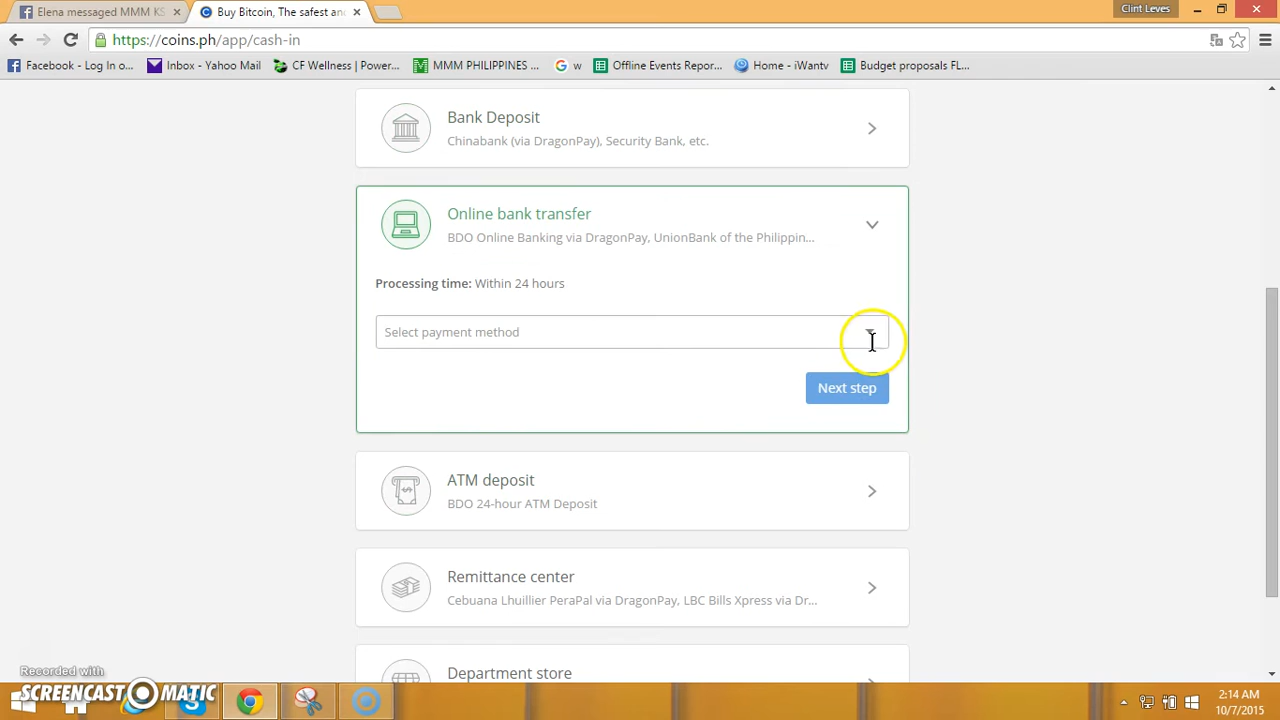 Elena messaged MMM KS
Buy Bitcoin, The safest an
Clint Leves
https://coins.ph/app/cash-in
Facebook - Log In o...
Inbox - Yahoo Mail
CF Wellness | Power...
MMM PHILIPPINES ...
w
Offline Events Repor...
Home - iWantv
Budget proposals FL...
Bank Deposit
Chinabank (via DragonPay), Security Bank, etc.
Online bank transfer
BDO Online Banking via DragonPay, UnionBank of the Philippin...
Processing time: Within 24 hours
Select payment method
Next step
ATM deposit
BDO 24-hour ATM Deposit
Remittance center
Cebuana Lhuillier PeraPal via DragonPay, LBC Bills Xpress via Dr...
Department store
Recorded with
SCREENCAST MATIC
2:14 AM
10/7/2015